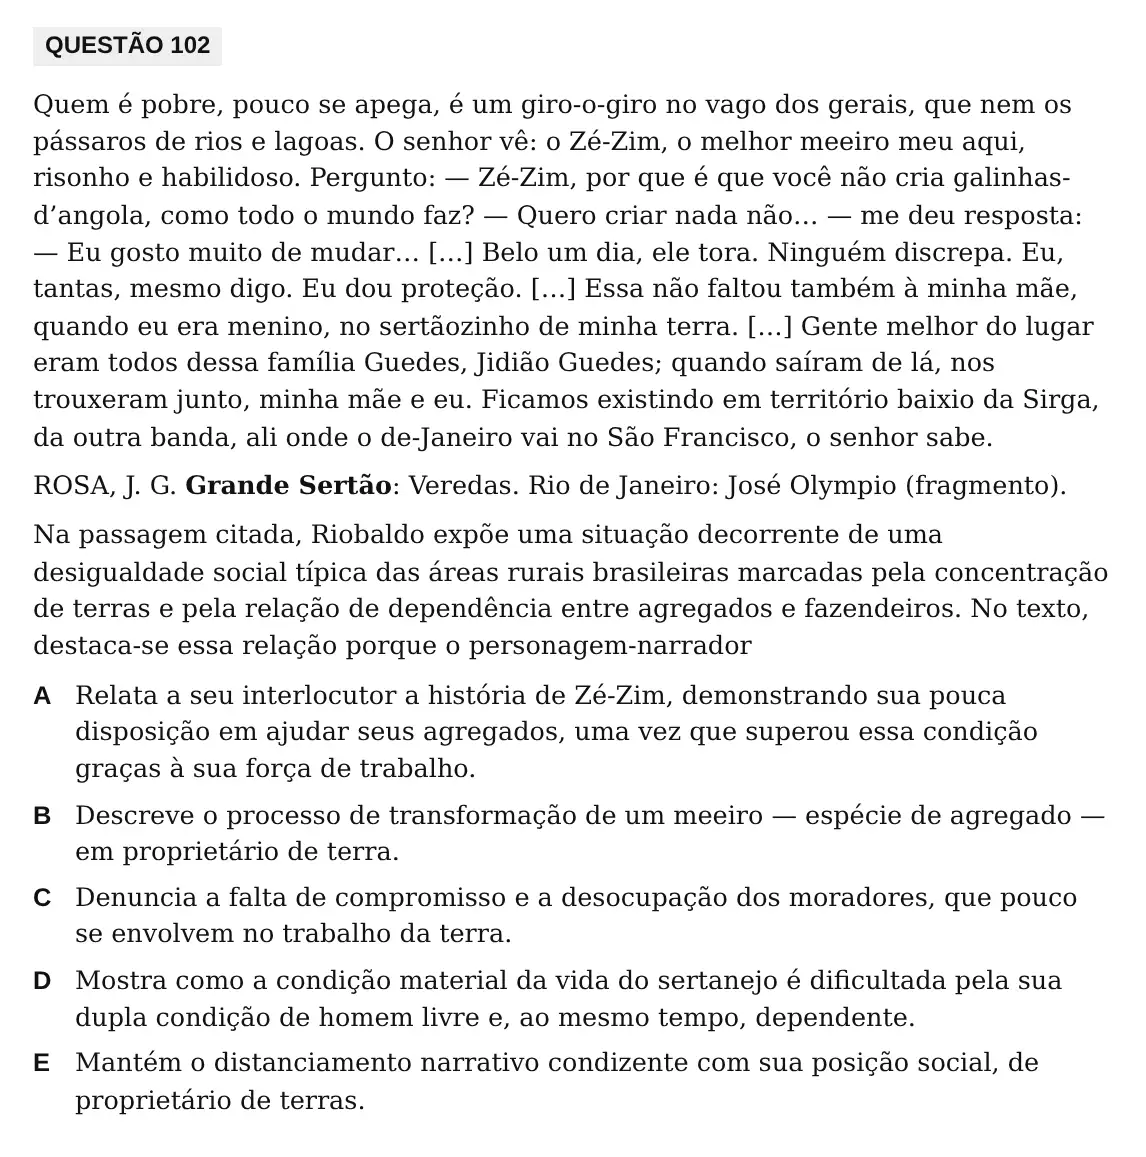 QUESTÃO 102
Quem é pobre, pouco se apega, é um giro-o-giro no vago dos gerais, que nem os
pássaros de rios e lagoas. O senhor vê: o Zé-Zim, o melhor meeiro meu aqui,
risonho e habilidoso. Pergunto: — Zé-Zim, por que é que você não cria galinhas-
d’angola, como todo o mundo faz? — Quero criar nada não... — me deu resposta:
— Eu gosto muito de mudar... [...] Belo um dia, ele tora. Ninguém discrepa. Eu,
tantas, mesmo digo. Eu dou proteção. [...] Essa não faltou também à minha mãe,
quando eu era menino, no sertãozinho de minha terra. [...] Gente melhor do lugar
eram todos dessa família Guedes, Jidião Guedes; quando saíram de lá, nos
trouxeram junto, minha mãe e eu. Ficamos existindo em território baixio da Sirga,
da outra banda, ali onde o de-Janeiro vai no São Francisco, o senhor sabe.
ROSA, J. G. Grande Sertão: Veredas. Rio de Janeiro: José Olympio (fragmento).
Na passagem citada, Riobaldo expõe uma situação decorrente de uma
desigualdade social típica das áreas rurais brasileiras marcadas pela concentração
de terras e pela relação de dependência entre agregados e fazendeiros. No texto,
destaca-se essa relação porque o personagem-narrador
A Relata a seu interlocutor a história de Zé-Zim, demonstrando sua pouca
disposição em ajudar seus agregados, uma vez que superou essa condição
graças à sua força de trabalho.
B Descreve o processo de transformação de um meeiro — espécie de agregado —
em proprietário de terra.
C Denuncia a falta de compromisso e a desocupação dos moradores, que pouco
se envolvem no trabalho da terra.
D Mostra como a condição material da vida do sertanejo é dificultada pela sua
dupla condição de homem livre e, ao mesmo tempo, dependente.
E Mantém o distanciamento narrativo condizente com sua posição social, de
proprietário de terras.